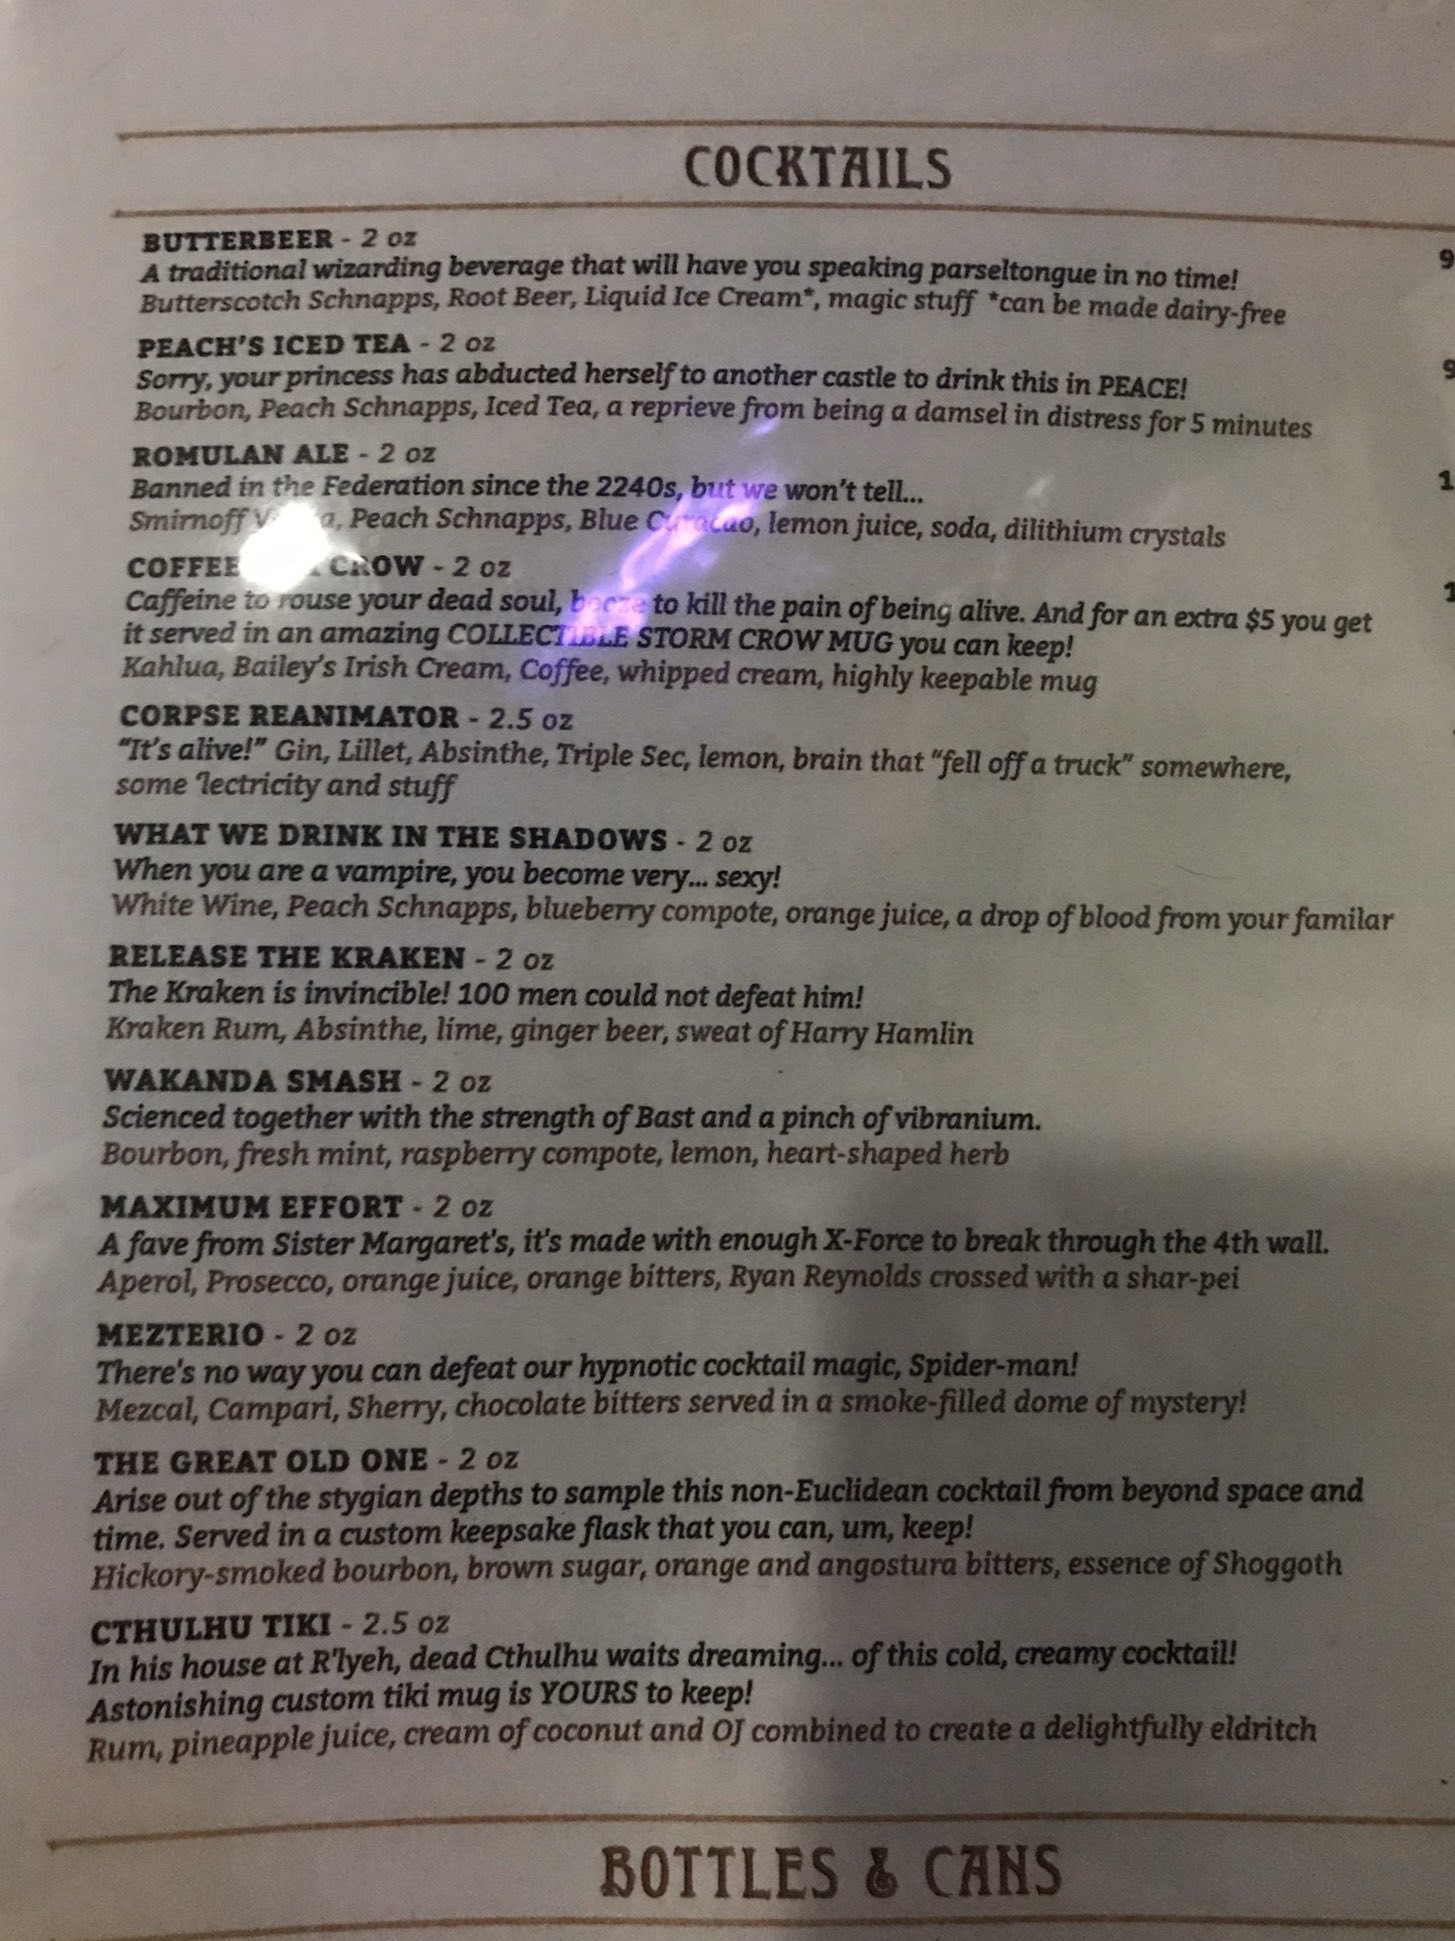 COCKTAILS
BUTTERBEER - 2 oz
9
A traditional wizarding beverage that will have you speaking parseltongue in no time!
Butterscotch Schnapps, Root Beer, Liquid Ice Cream*, magic stuff *can be made dairy-free
PEACH'S ICED TEA - 2 oz
9
Sorry, your princess has abducted herself to another castle to drink this in PEACE!
Bourbon, Peach Schnapps, Iced Tea, a reprieve from being a damsel in distress for 5 minutes
ROMULAN ALE - 2 oz
1
Banned in the Federation since the 2240s, but we won't tell...
Smirnoff Peach Schnapps, Blue Curacao, lemon juice, soda, dilithium crystals
COFFEE CROW - 2 oz
1
Caffeine to rouse your dead soul, booze to kill the pain of being alive. And for an extra $5 you get
it served in an amazing COLLECTIBLE STORM CROW MUG you can keep!
Kahlua, Bailey's Irish Cream, Coffee, whipped cream, highly keepable mug
CORPSE REANIMATOR - 2.5 oz
"It's alive!" Gin, Lillet, Absinthe, Triple Sec, lemon, brain that "fell off a truck" somewhere,
some 'lectricity and stuff
WHAT WE DRINK IN THE SHADOWS - 2 oz
When you are a vampire, you become very... sexy!
White Wine, Peach Schnapps, blueberry compote, orange juice, a drop of blood from your familar
RELEASE THE KRAKEN - 2 oz
The Kraken is invincible! 100 men could not defeat him!
Kraken Rum, Absinthe, lime, ginger beer, sweat of Harry Hamlin
WAKANDA SMASH - 2 oz
Scienced together with the strength of Bast and a pinch of vibranium.
Bourbon, fresh mint, raspberry compote, lemon, heart-shaped herb
MAXIMUM EFFORT - 2 oz
A fave from Sister Margaret's, it's made with enough X-Force to break through the 4th wall.
Aperol, Prosecco, orange juice, orange bitters, Ryan Reynolds crossed with a shar-pei
MEZTERIO - 2 oz
There's no way you can defeat our hypnotic cocktail magic, Spider-man!
Mezcal, Campari, Sherry, chocolate bitters served in a smoke-filled dome of mystery!
THE GREAT OLD ONE - 2 oz
Arise out of the stygian depths to sample this non-Euclidean cocktail from beyond space and
time. Served in a custom keepsake flask that you can, um, keep!
Hickory-smoked bourbon, brown sugar, orange and angostura bitters, essence of Shoggoth
CTHULHU TIKI - 2.5 oz
In his house at R'lyeh, dead Cthulhu waits dreaming... of this cold, creamy cocktail!
Astonishing custom tiki mug is YOURS to keep!
Rum, pineapple juice, cream of coconut and OJ combined to create a delightfully eldritch
BOTTLES & CANS